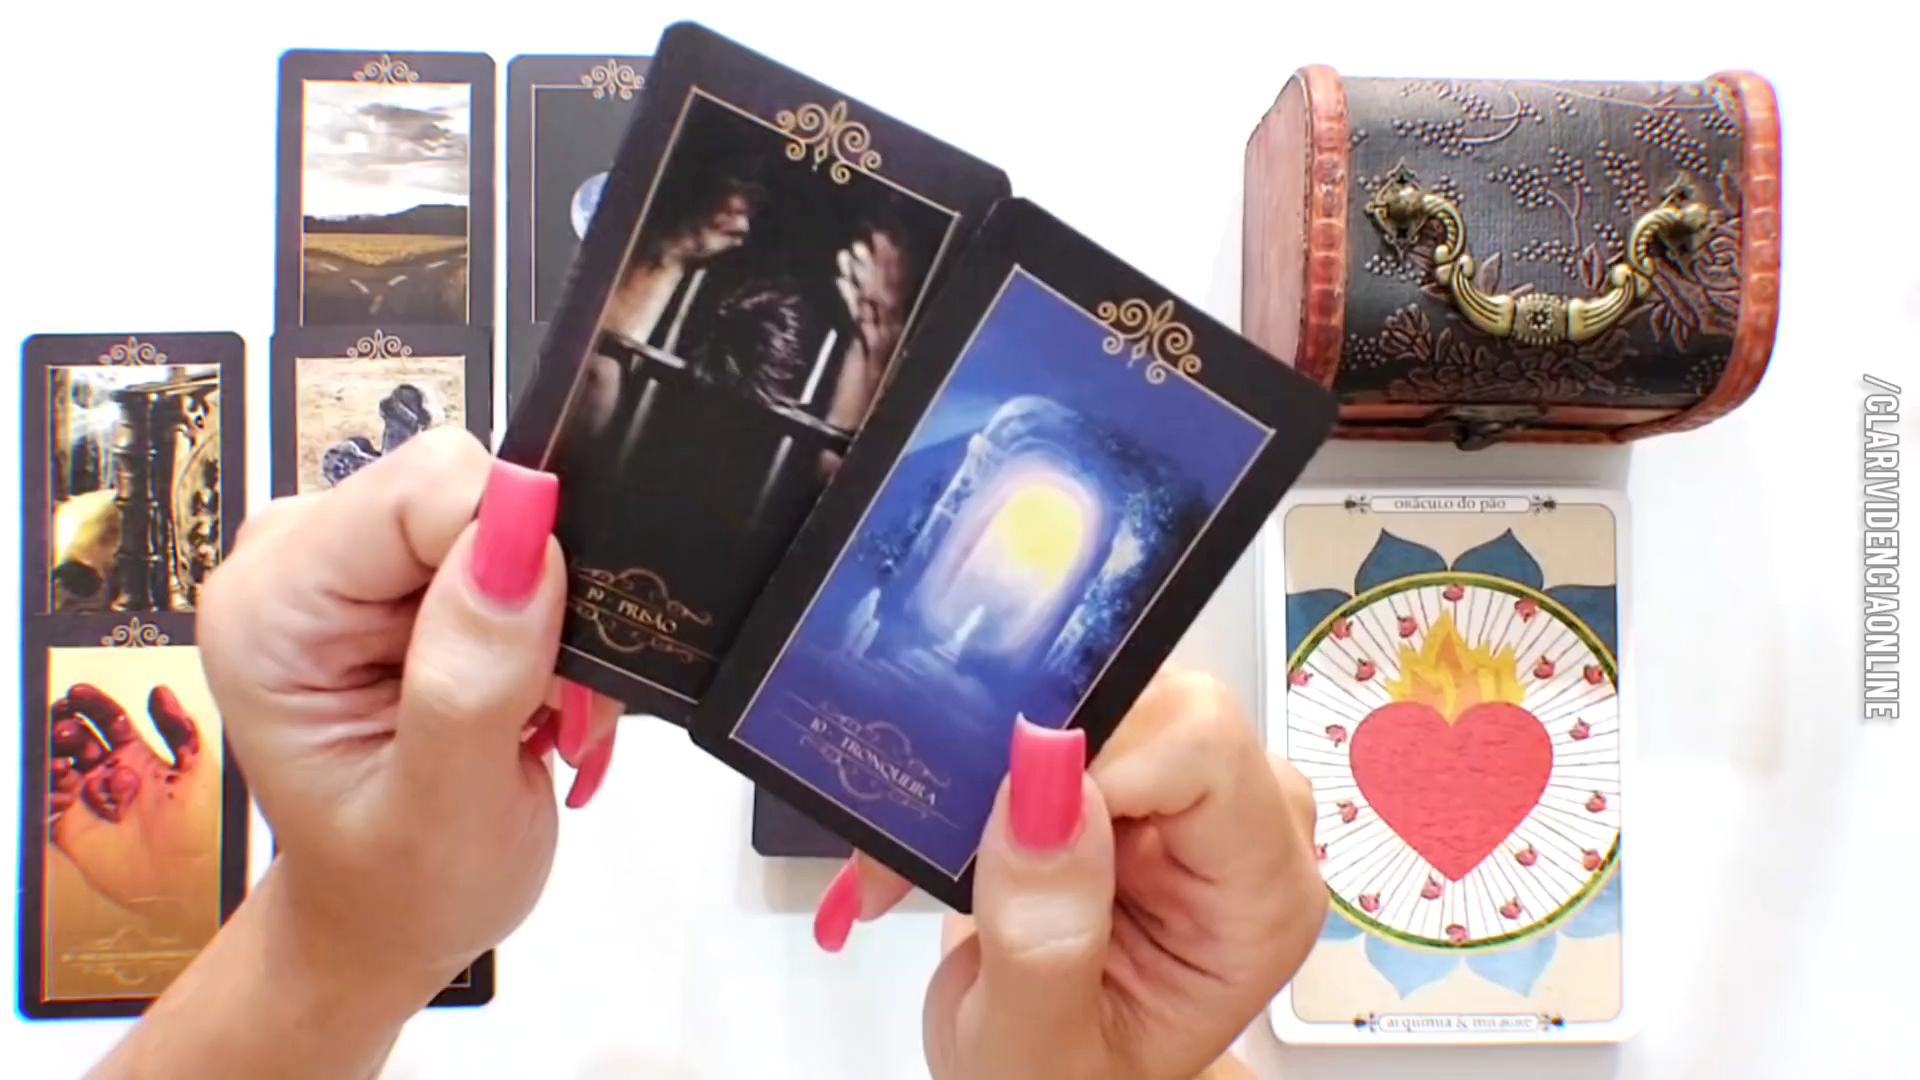 19 - PRISÃO
10 - TRONQUEIRA
ORÁCULO DO PÃO
alquimia & milagre
/CLARIVIDENCIAONLINE